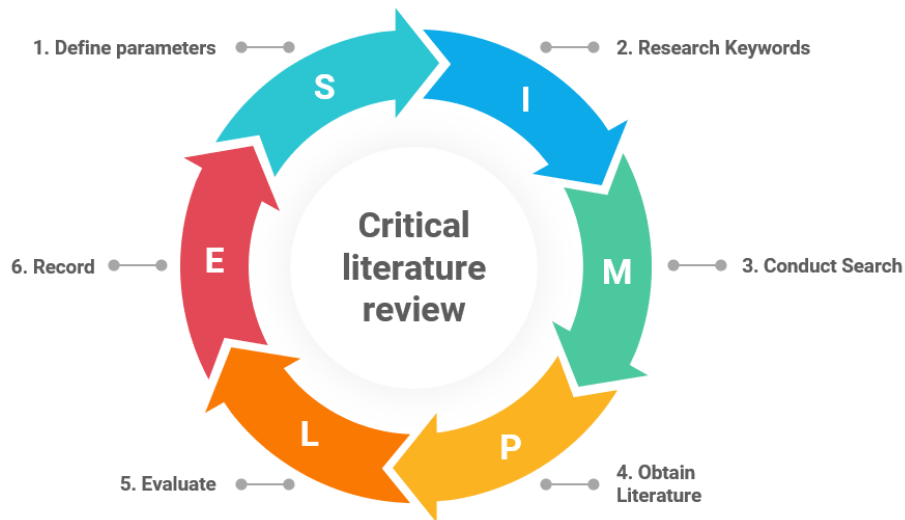 1. Define parameters
2. Research Keywords
S
I
E
Critical
literature
review
M
6. Record
3. Conduct Search
L
P
5. Evaluate
4. Obtain
Literature